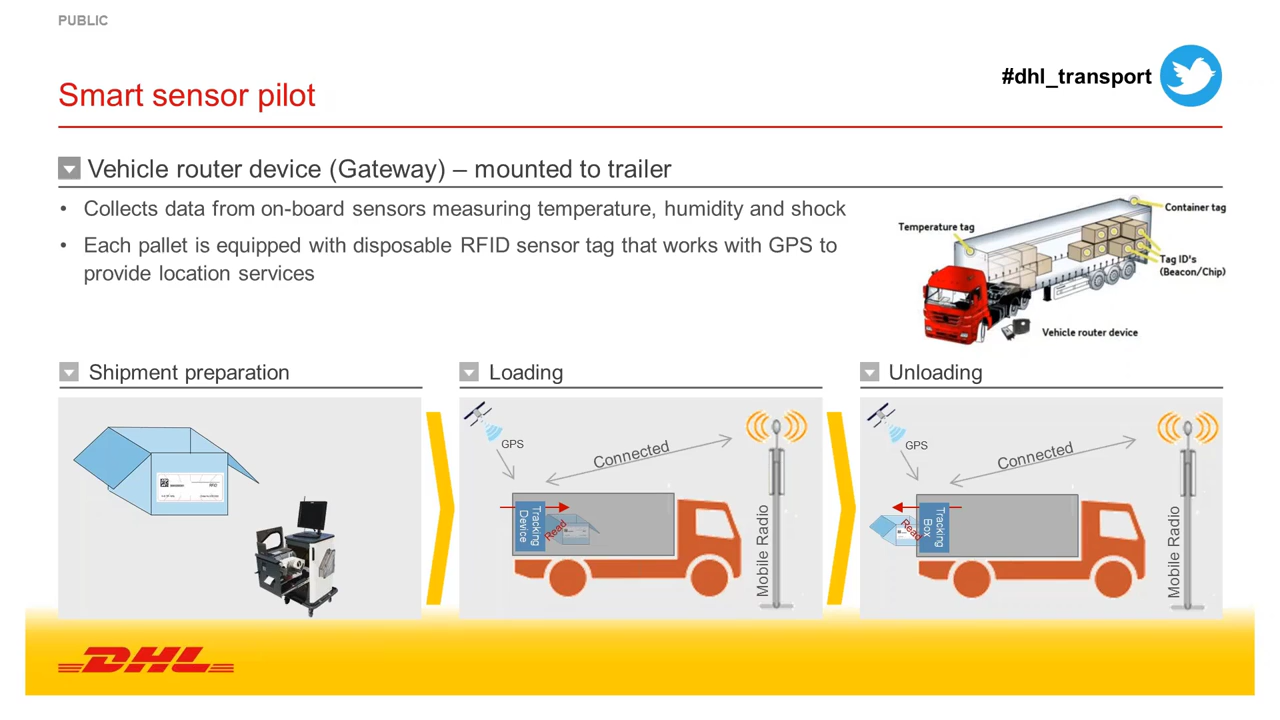 PUBLIC
#dhl_transport
Smart sensor pilot
Vehicle router device (Gateway) – mounted to trailer
• Collects data from on-board sensors measuring temperature, humidity and shock
• Each pallet is equipped with disposable RFID sensor tag that works with GPS to
provide location services
Container tag
Temperature tag
Tag ID's
(Beacon/Chip)
Vehicle router device
Shipment preparation
Loading
GPS
Connected
Tracking
Device
Read
Mobile Radio
Unloading
GPS
Connected
Tracking
Box
Read
Mobile Radio
DHL